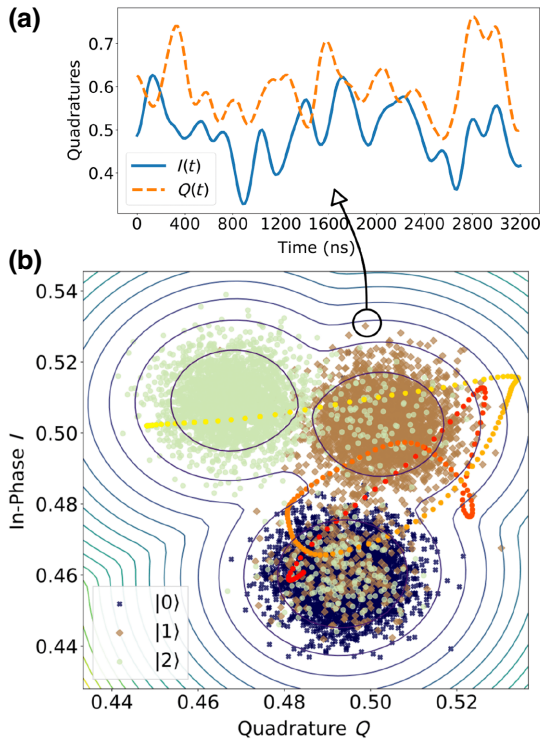 (a)
Quadratures
0.7
0.6
0.5
0.4
I(t)
Q(t)
0 400 800 1200 1600 2000 2400 2800 3200
Time (ns)
(b)
In-Phase I
0.54
0.52
0.50
0.48
0.46
0.44
|0⟩
|1⟩
|2⟩
0.44 0.46 0.48 0.50 0.52
Quadrature Q